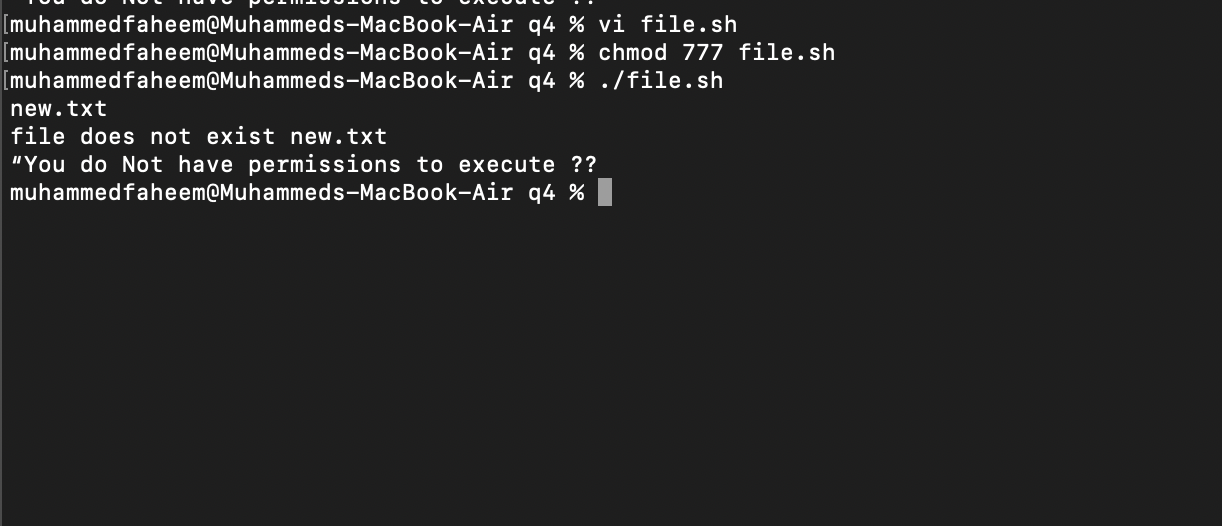 "You do Not have permissions to execute ??
[muhammedfaheem@Muhammeds-MacBook-Air q4 % vi file.sh
[muhammedfaheem@Muhammeds-MacBook-Air q4 % chmod 777 file.sh
[muhammedfaheem@Muhammeds-MacBook-Air q4 % ./file.sh
new.txt
file does not exist new.txt
“You do Not have permissions to execute ??
muhammedfaheem@Muhammeds-MacBook-Air q4 %